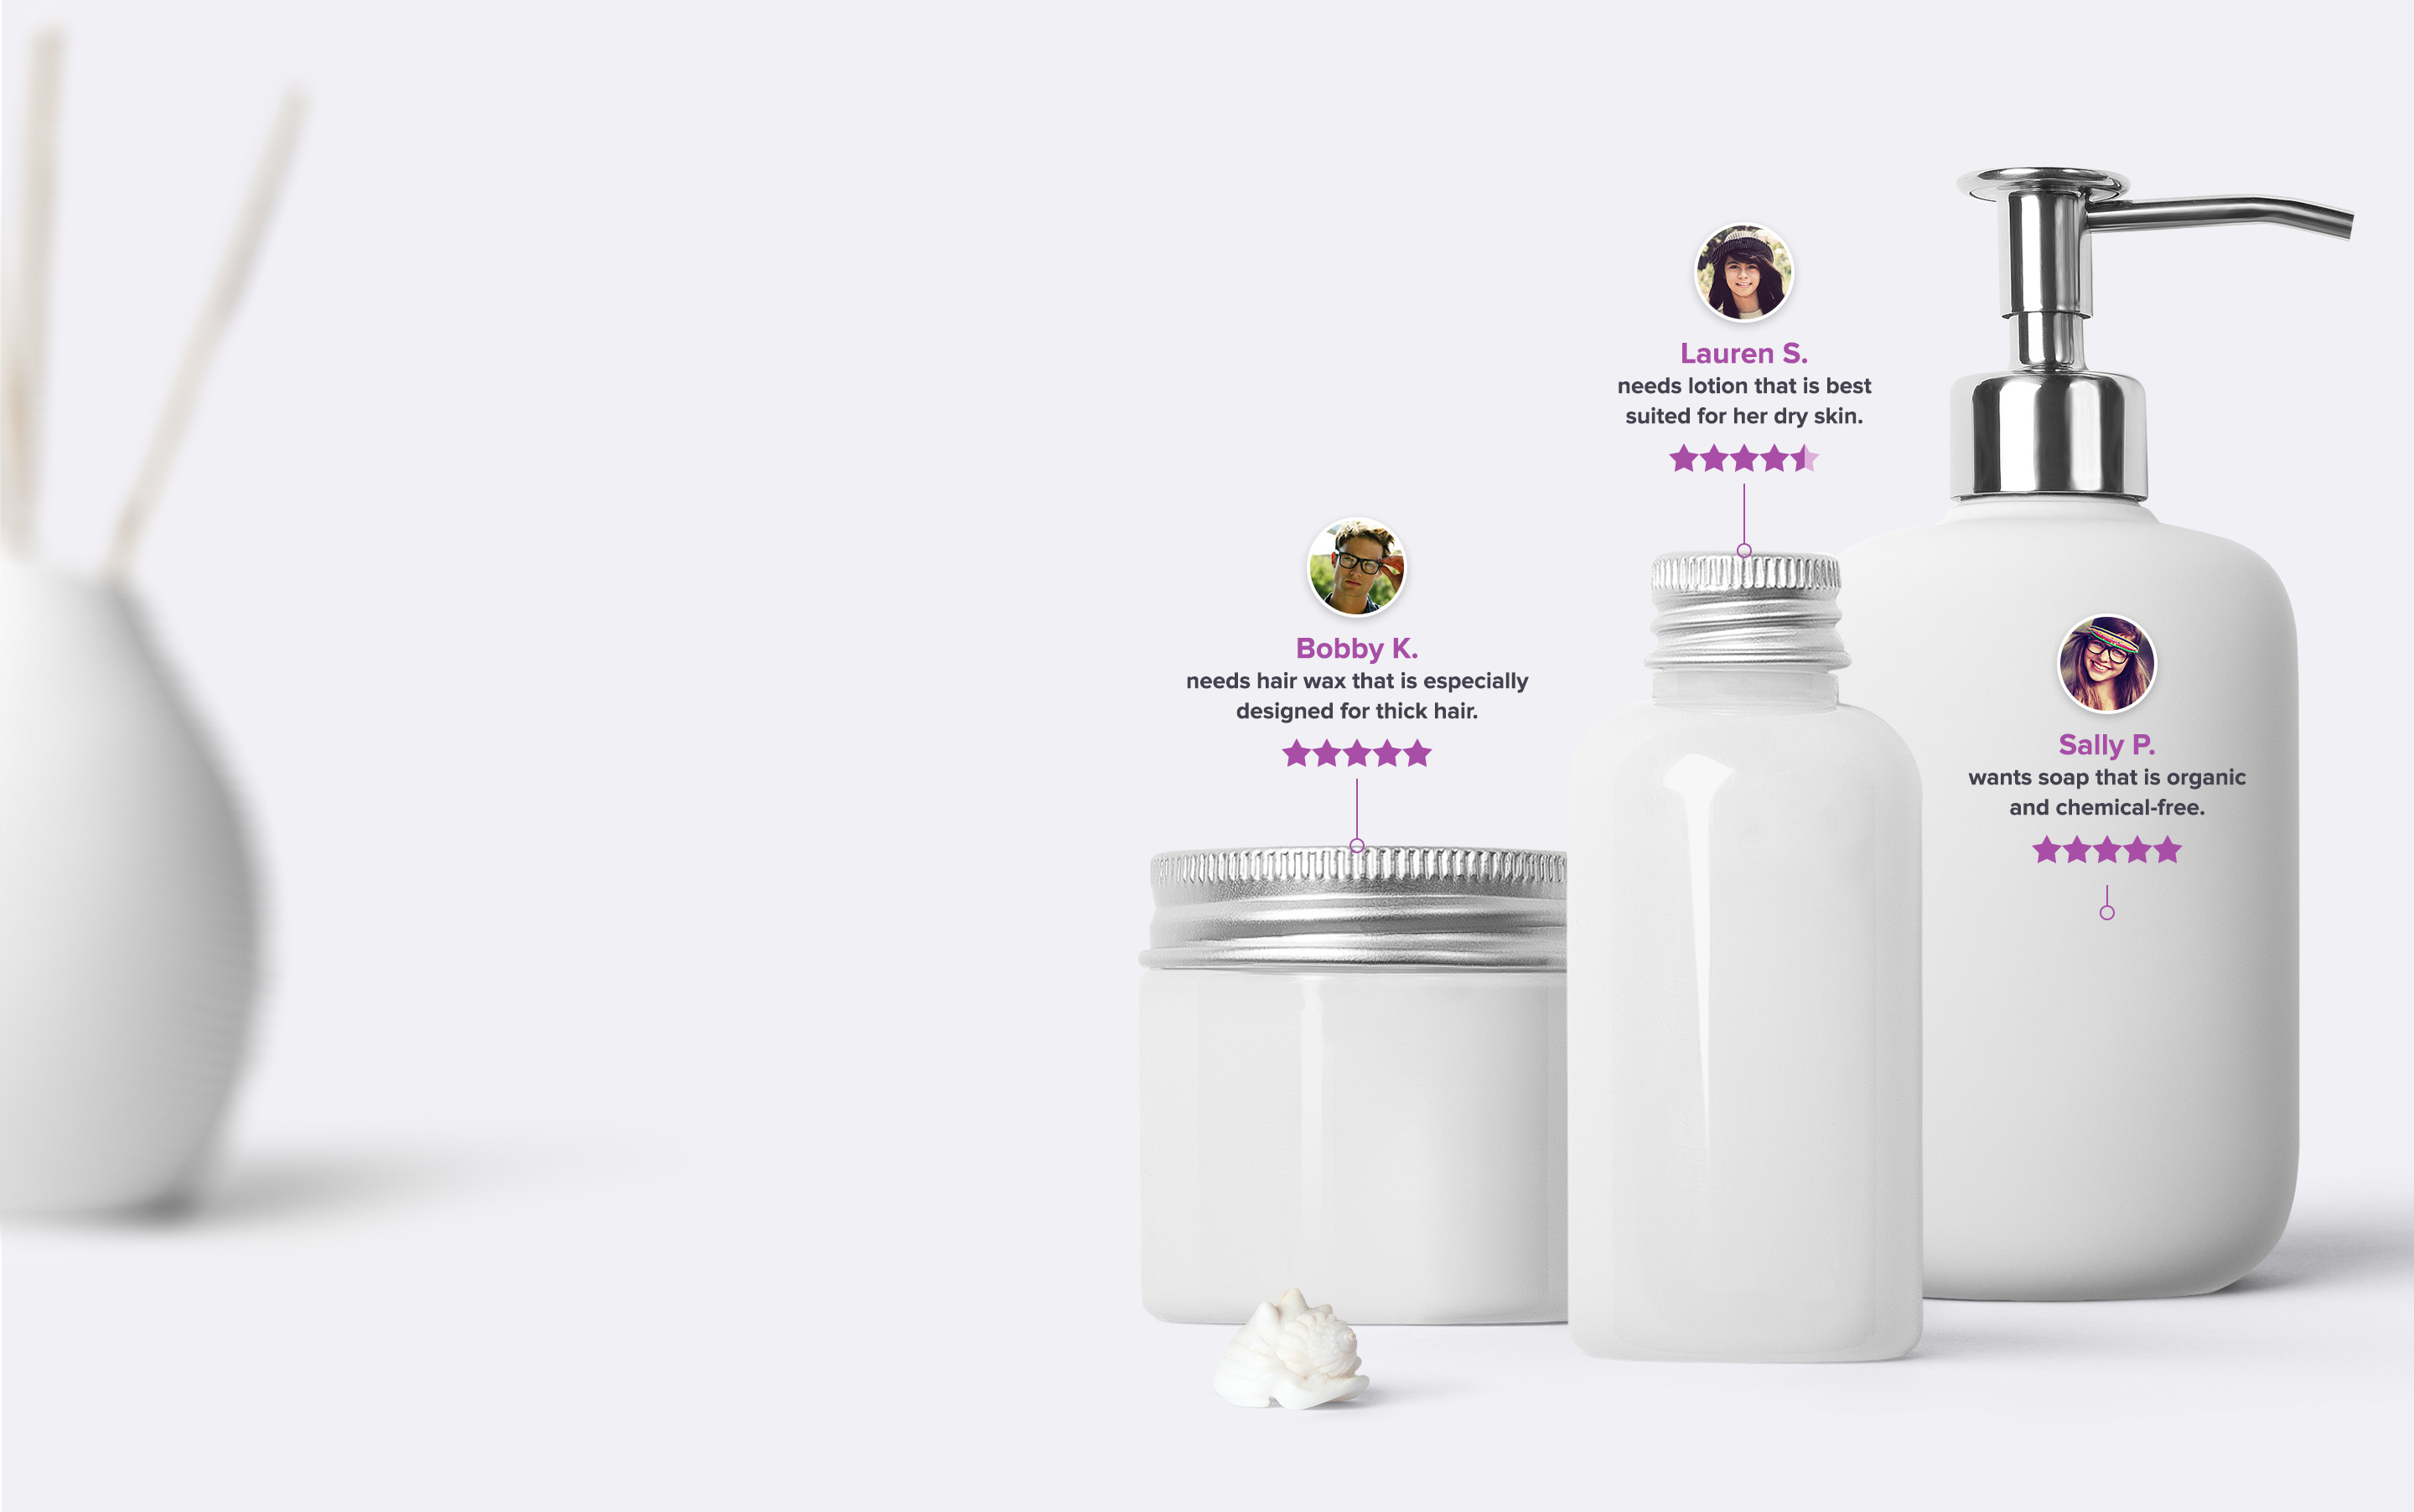 Lauren S.
needs lotion that is best
suited for her dry skin.
Bobby K.
needs hair wax that is especially
designed for thick hair.
Sally P.
wants soap that is organic
and chemical-free.